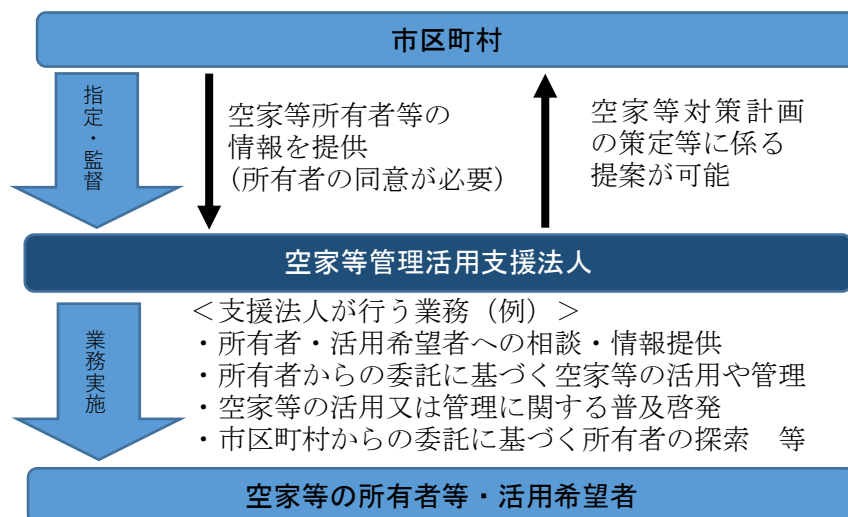 市区町村
指定・監督
空家等所有者等の
情報を提供
(所有者の同意が必要)
空家等対策計画
の策定等に係る
提案が可能
空家等管理活用支援法人
業務実施
＜支援法人が行う業務（例）＞
・所有者・活用希望者への相談・情報提供
・所有者からの委託に基づく空家等の活用や管理
・空家等の活用又は管理に関する普及啓発
・市区町村からの委託に基づく所有者の探索　等
空家等の所有者等・活用希望者